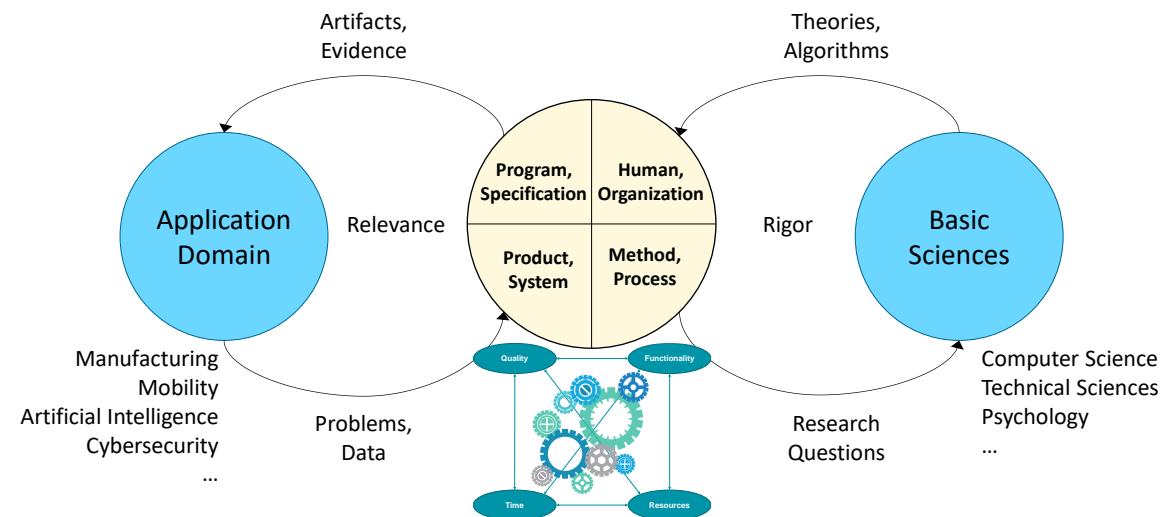 Artifacts,
Evidence
Theories,
Algorithms
Program,
Specification
Human,
Organization
Application
Domain
Relevance
Rigor
Basic
Sciences
Product,
System
Method,
Process
Manufacturing
Mobility
Artificial Intelligence
Cybersecurity
...
Problems,
Data
Quality
Functionality
Time
Resources
Research
Questions
Computer Science
Technical Sciences
Psychology
...